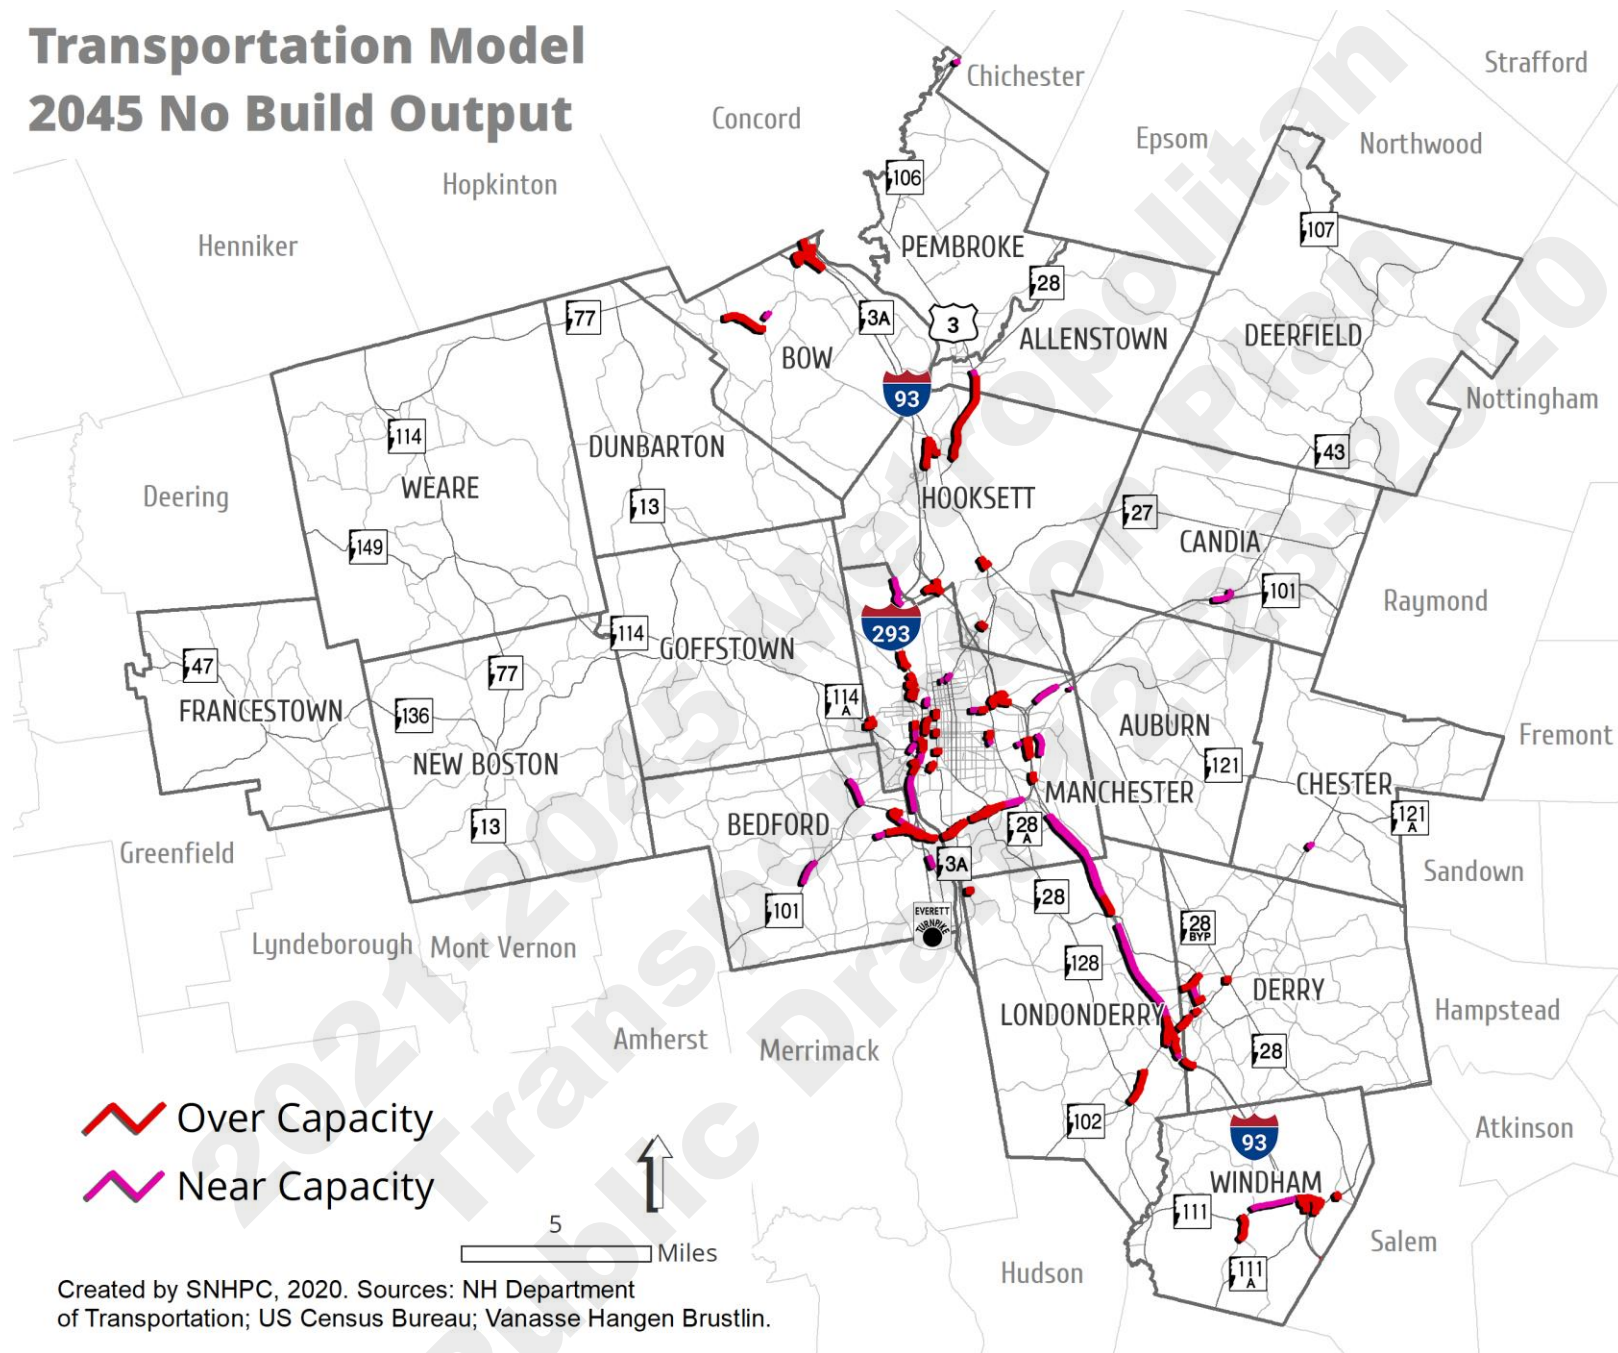 Transportation Model
2045 No Build Output
Strafford
Chichester
Concord
Epsom
Northwood
Hopkinton
106
Henniker
107
PEMBROKE
28
77
3A
3
ALLENSTOWN
DEERFIELD
BOW
93
Nottingham
114
DUNBARTON
43
WEARE
Deering
HOOKSETT
13
27
149
CANDIA
101
Raymond
293
114
GOFFSTOWN
47
77
114
A
FRANCESTOWN
136
AUBURN
Fremont
NEW BOSTON
121
CHESTER
MANCHESTER
13
BEDFORD
28
A
121
A
Greenfield
3A
Sandown
28
101
EVERETT
TURNPIKE
28
BYP
Lyndeborough
Mont Vernon
128
DERRY
LONDONDERRY
Hampstead
Amherst
Merrimack
28
Over Capacity
102
93
Atkinson
Near Capacity
WINDHAM
111
5
Miles
Salem
Hudson
111
A
Created by SNHPC, 2020. Sources: NH Department
of Transportation; US Census Bureau; Vanasse Hangen Brustlin.
2021-2045 Metropolitan
Transportation Plan
Public Draft 12-23-2020